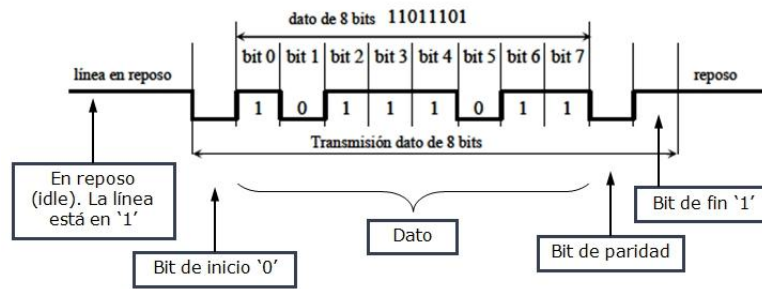 dato de 8 bits 11011101
bit 0 bit 1 bit 2 bit 3 bit 4 bit 5 bit 6 bit 7
línea en reposo
reposo
1 0 1 1 1 0 1 1
Transmisión dato de 8 bits
En reposo
(idle). La línea
está en ‘1’
Bit de inicio ‘0’
Dato
Bit de paridad
Bit de fin ‘1’